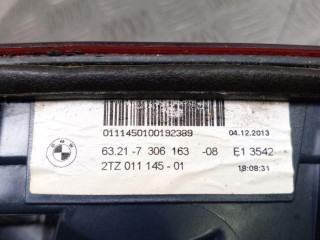 0111450100192389 04.12.2013
BMW 63.21-7 306 163 -08 E1 3542
2TZ 011 145 - 01 18:08:31